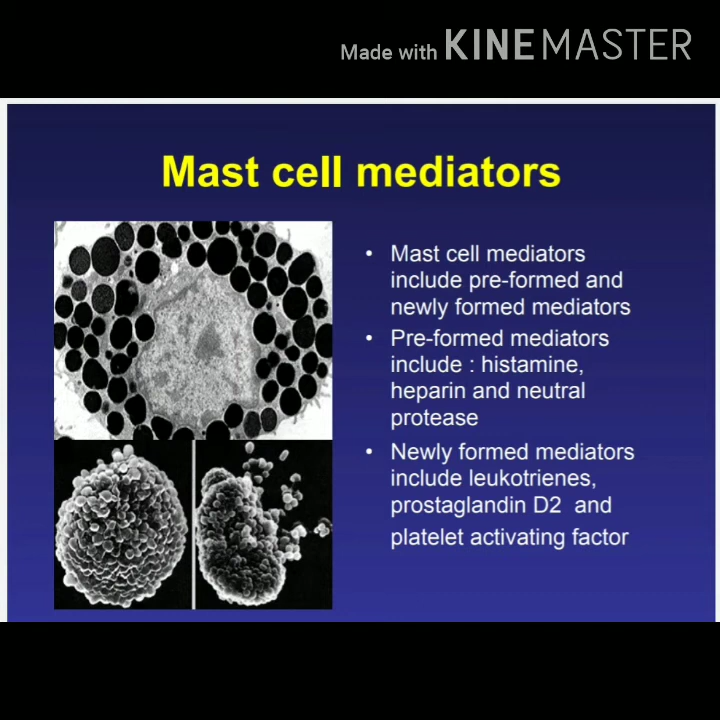 Made with KINEMASTER
Mast cell mediators
• Mast cell mediators
include pre-formed and
newly formed mediators
• Pre-formed mediators
include : histamine,
heparin and neutral
protease
• Newly formed mediators
include leukotrienes,
prostaglandin D2 and
platelet activating factor